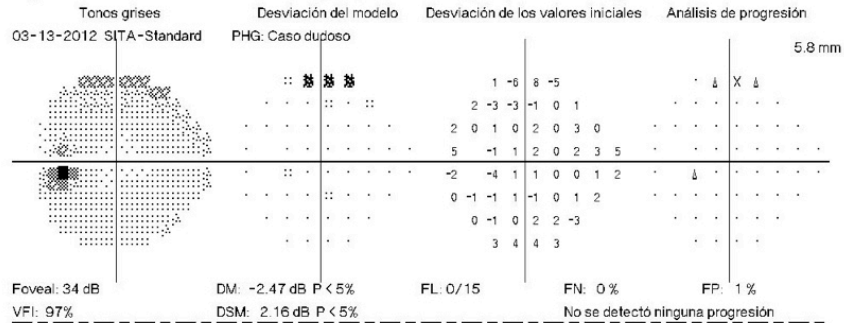 Tonos grises Desviación del modelo Desviación de los valores iniciales Análisis de progresión
03-13-2012 SITA-Standard PHG: Caso dudoso
5.8 mm
1 -6 8 -5 X
2 -3 -3 -1 0 1
2 0 1 0 2 0 3 0
5 -1 1 2 0 2 3 5
-2 -4 1 1 0 0 1 2
0 -1 -1 1 -1 0 1 2
0 -1 0 2 2 -3
3 4 4 3
Foveal: 34 dB DM: -2.47 dB P < 5% FL: 0/15 FN: 0 % FP: 1 %
VFI: 97% DSM: 2.16 dB P < 5% No se detectó ninguna progresión